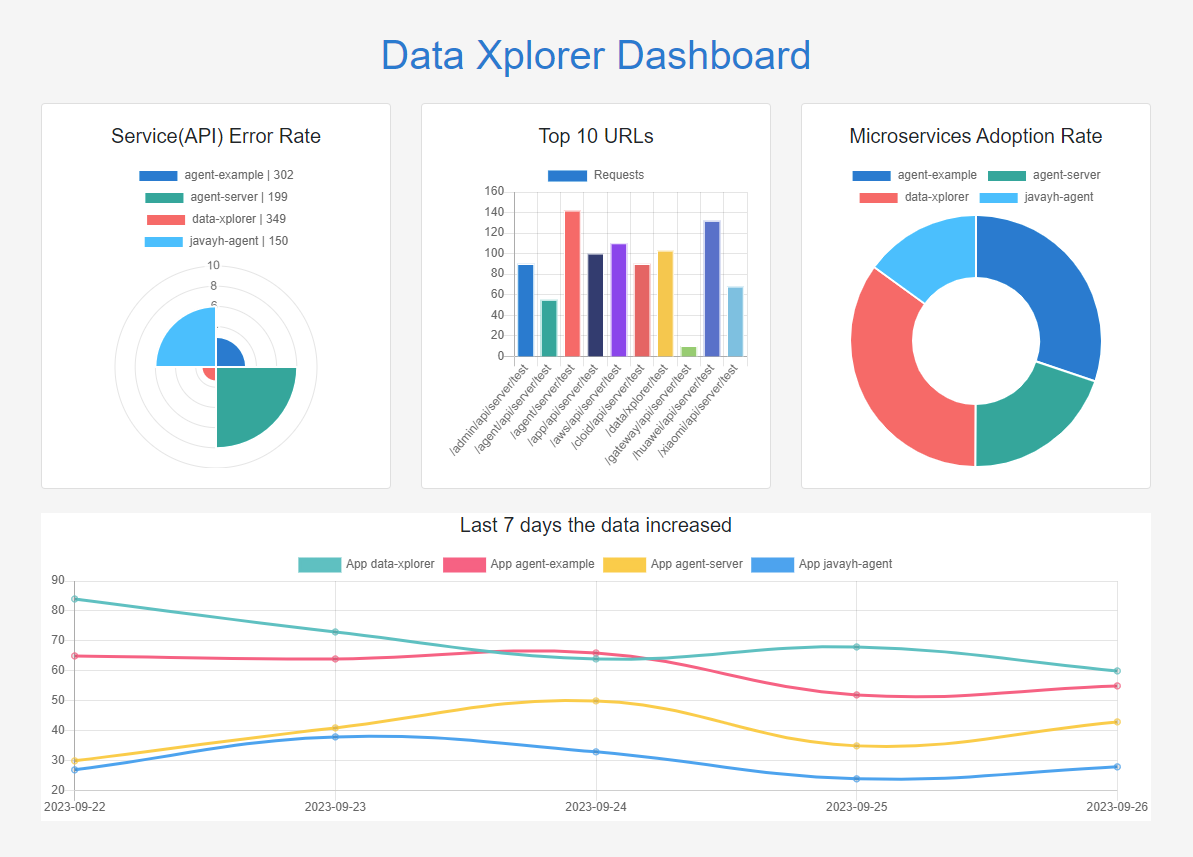 Data Xplorer Dashboard
Service(API) Error Rate
agent-example | 302
agent-server | 199
data-xplorer | 349
javayh-agent | 150
10
8
6
Top 10 URLs
Requests
160
140
120
100
80
60
40
20
0
/admin/api/server/test
/agent/api/server/test
/agent/server/test
/app/api/server/test
/aws/api/server/test
/cloid/api/server/test
/data/xplorer/test
/gateway/api/server/test
/huawei/api/server/test
/xiaomi/api/server/test
Microservices Adoption Rate
agent-example agent-server
data-xplorer javayh-agent
Last 7 days the data increased
App data-xplorer App agent-example App agent-server App javayh-agent
90
80
70
60
50
40
30
20
2023-09-22 2023-09-23 2023-09-24 2023-09-25 2023-09-26